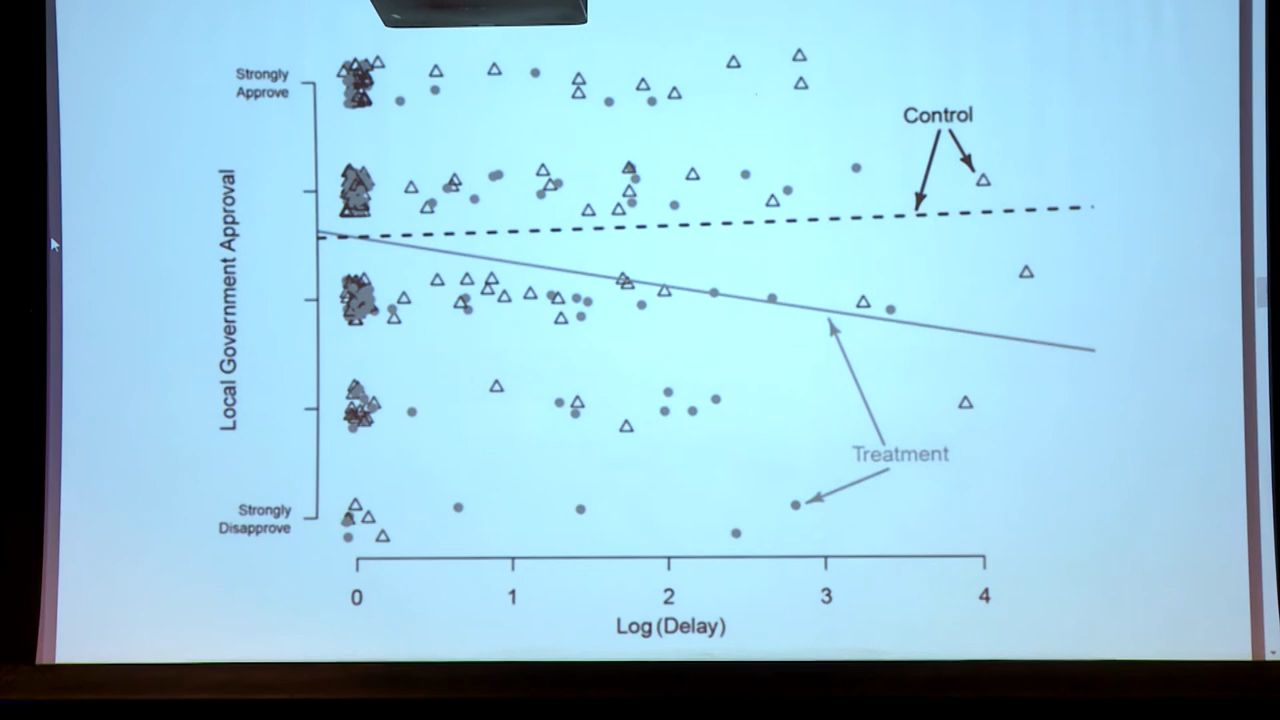 Strongly
Approve
Control
Local Government Approval
Treatment
Strongly
Disapprove
0 1 2 3 4
Log (Delay)